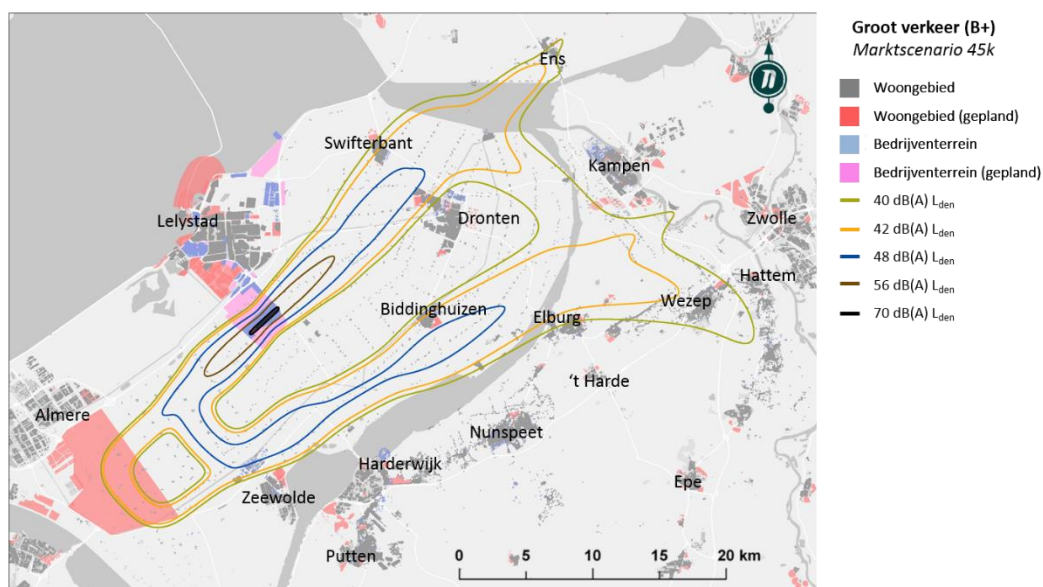 Groot verkeer (B+)
Marktscenario 45k
Woongebied
Woongebied (gepland)
Bedrijventerrein
Bedrijventerrein (gepland)
40 dB(A) Lden
42 dB(A) Lden
48 dB(A) Lden
56 dB(A) Lden
70 dB(A) Lden
Ens
Swifterbant
Kampen
Lelystad
Dronten
Zwolle
Hattem
Biddinghuizen
Elburg
Wezep
't Harde
Almere
Nunspeet
Harderwijk
Zeewolde
Epe
Putten
0 5 10 15 20 km